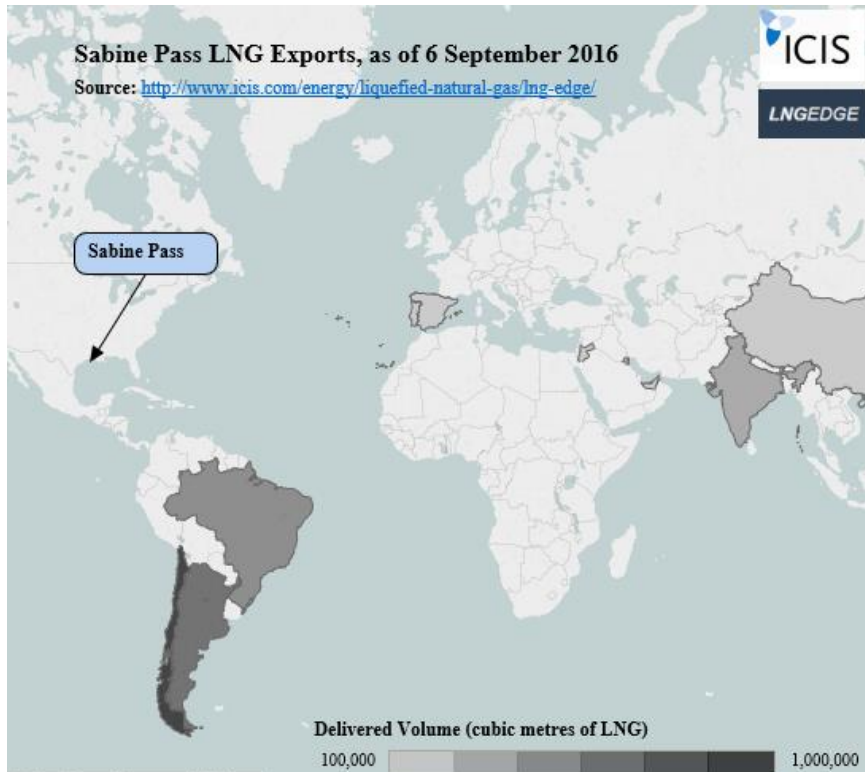 Sabine Pass LNG Exports, as of 6 September 2016
Source: http://www.icis.com/energy/liquefied-natural-gas/lng-edge/
ICIS
LNGEDGE
Sabine Pass
Delivered Volume (cubic metres of LNG)
100,000 1,000,000